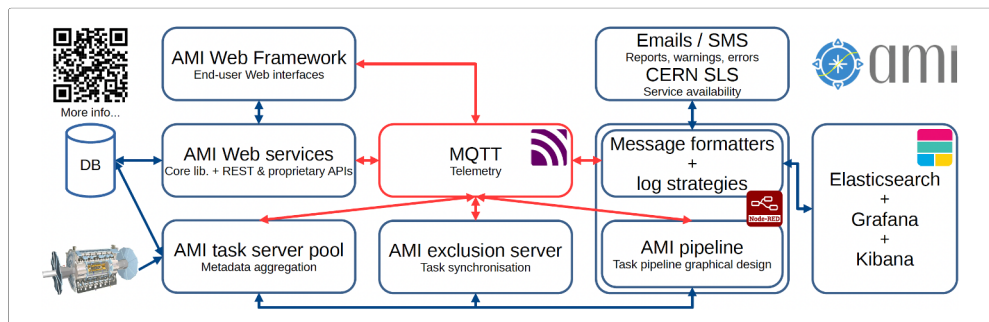 More info...
AMI Web Framework
End-user Web interfaces
Emails / SMS
Reports, warnings, errors
CERN SLS
Service availability
ami
DB
AMI Web services
Core lib. + REST & proprietary APIs
MQTT
Telemetry
Message formatters
+
log strategies
Node-RED
Elasticsearch
+
Grafana
+
Kibana
AMI task server pool
Metadata aggregation
AMI exclusion server
Task synchronisation
AMI pipeline
Task pipeline graphical design